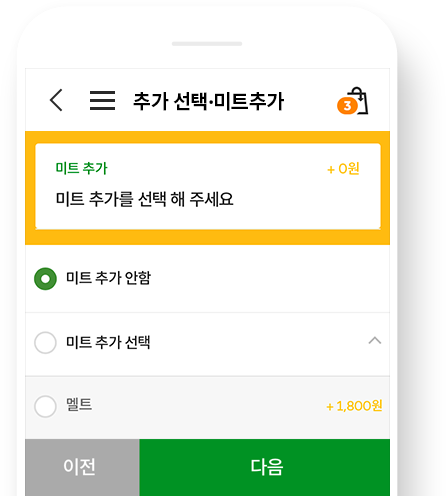 추가 선택·미트추가
3
미트 추가
+ 0원
미트 추가를 선택 해 주세요
미트 추가 안함
미트 추가 선택
멜트
+ 1,800원
이전
다음